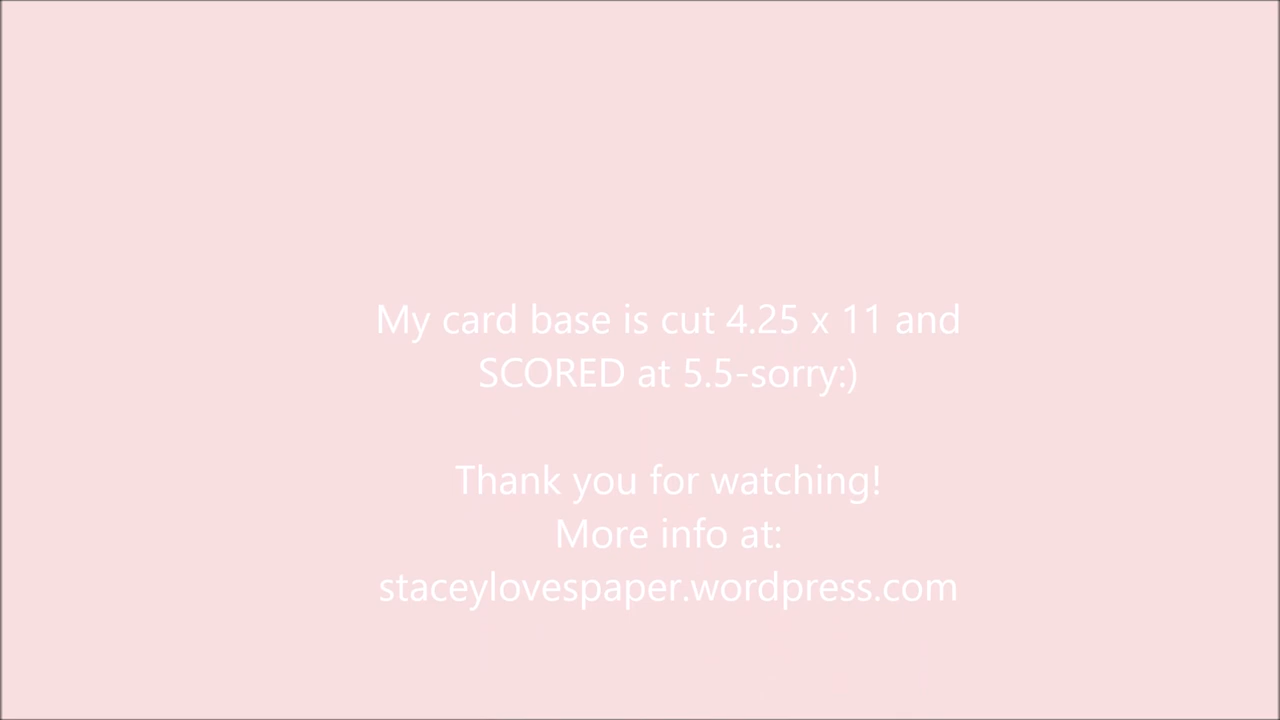 My card base is cut 4.25 x 11 and
SCORED at 5.5-sorry:)
Thank you for watching!
More info at:
staceylovespaper.wordpress.com